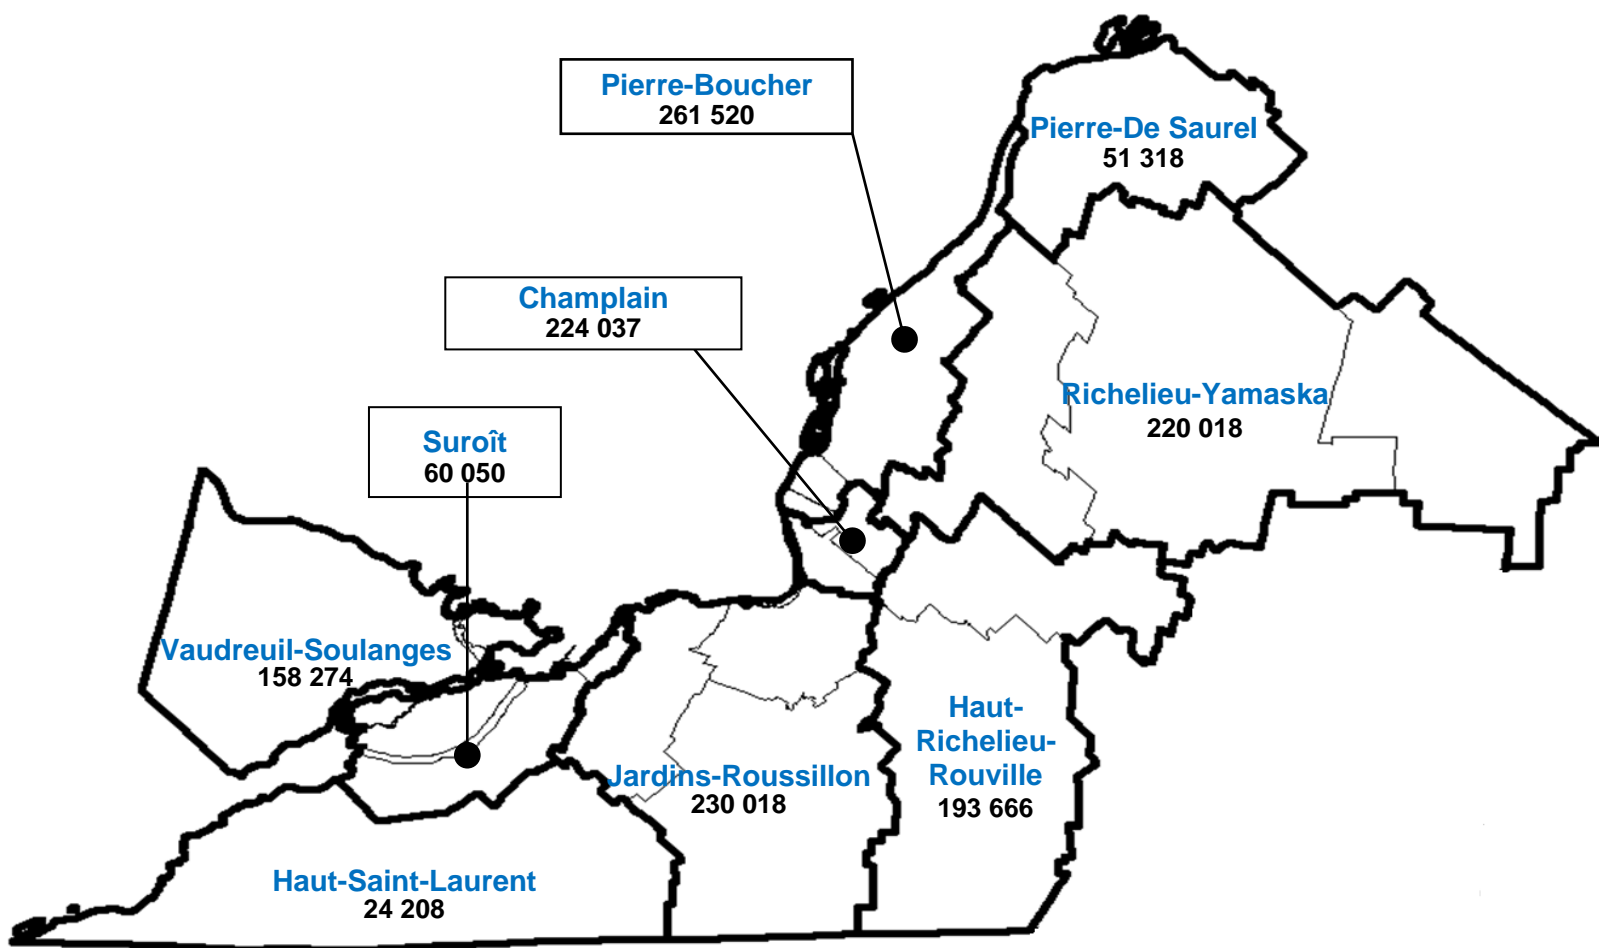 Pierre-Boucher
261 520
Pierre-De Saurel
51 318
Champlain
224 037
Richelieu-Yamaska
220 018
Suroît
60 050
Vaudreuil-Soulanges
158 274
Haut-
Richelieu-
Rouville
193 666
Jardins-Roussillon
230 018
Haut-Saint-Laurent
24 208